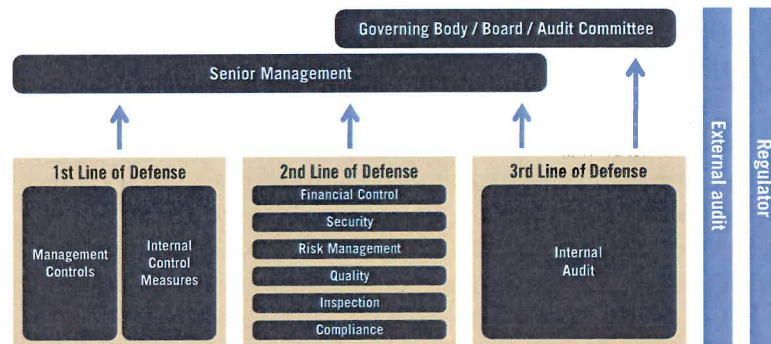 Governing Body / Board / Audit Committee
Senior Management
1st Line of Defense
Management
Controls
Internal
Control
Measures
2nd Line of Defense
Financial Control
Security
Risk Management
Quality
Inspection
Compliance
3rd Line of Defense
Internal
Audit
External audit
Regulator